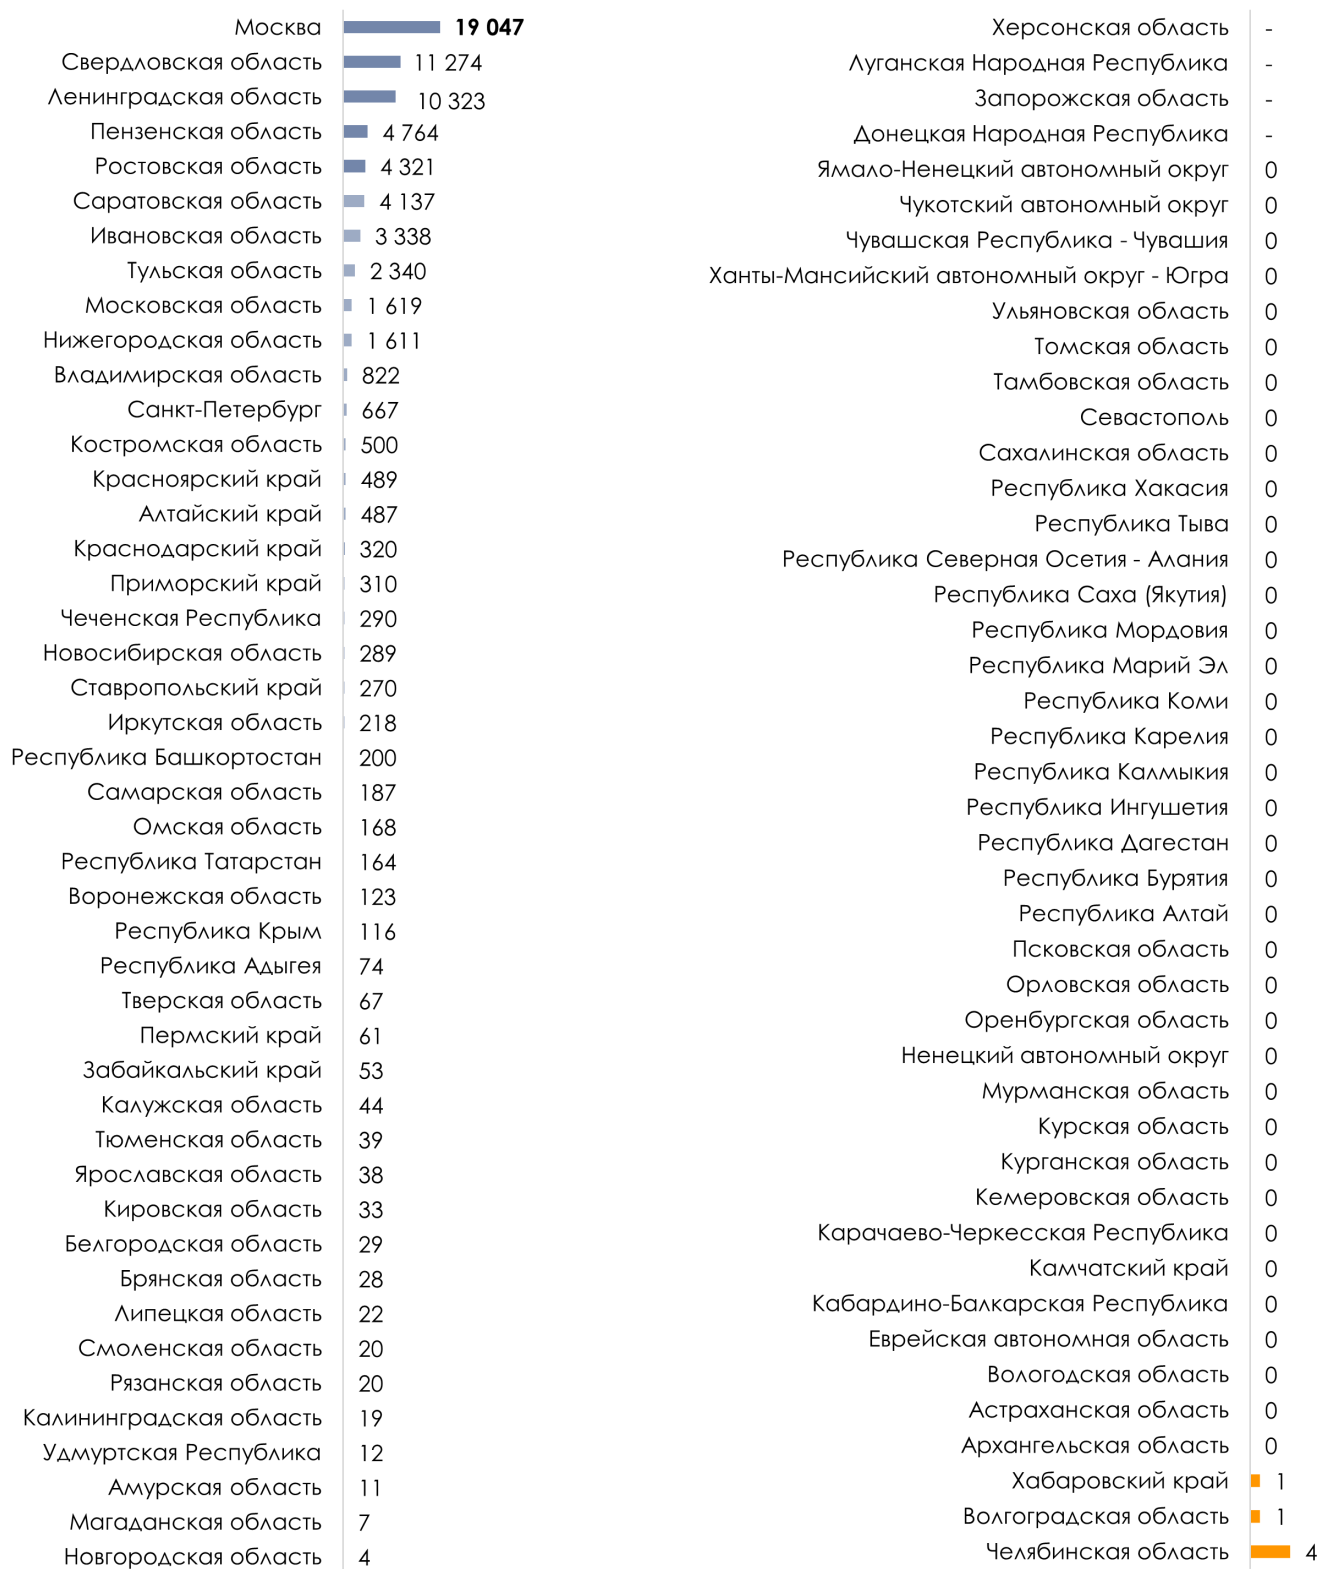 Москва 19 047
Свердловская область 11 274
Ленинградская область 10 323
Пензенская область 4 764
Ростовская область 4 321
Саратовская область 4 137
Ивановская область 3 338
Тульская область 2 340
Московская область 1 619
Нижегородская область 1 611
Владимирская область 822
Санкт-Петербург 667
Костромская область 500
Красноярский край 489
Алтайский край 487
Краснодарский край 320
Приморский край 310
Чеченская Республика 290
Новосибирская область 289
Ставропольский край 270
Иркутская область 218
Республика Башкортостан 200
Самарская область 187
Омская область 168
Республика Татарстан 164
Воронежская область 123
Республика Крым 116
Республика Адыгея 74
Тверская область 67
Пермский край 61
Забайкальский край 53
Калужская область 44
Тюменская область 39
Ярославская область 38
Кировская область 33
Белгородская область 29
Брянская область 28
Липецкая область 22
Смоленская область 20
Рязанская область 20
Калининградская область 19
Удмуртская Республика 12
Амурская область 11
Магаданская область 7
Новгородская область 4
Херсонская область -
Луганская Народная Республика -
Запорожская область -
Донецкая Народная Республика -
Ямало-Ненецкий автономный округ 0
Чукотский автономный округ 0
Чувашская Республика - Чувашия 0
Ханты-Мансийский автономный округ - Югра 0
Ульяновская область 0
Томская область 0
Тамбовская область 0
Севастополь 0
Сахалинская область 0
Республика Хакасия 0
Республика Тыва 0
Республика Северная Осетия - Алания 0
Республика Саха (Якутия) 0
Республика Мордовия 0
Республика Марий Эл 0
Республика Коми 0
Республика Карелия 0
Республика Калмыкия 0
Республика Ингушетия 0
Республика Дагестан 0
Республика Бурятия 0
Республика Алтай 0
Псковская область 0
Орловская область 0
Оренбургская область 0
Ненецкий автономный округ 0
Мурманская область 0
Курская область 0
Курганская область 0
Кемеровская область 0
Карачаево-Черкесская Республика 0
Камчатский край 0
Кабардино-Балкарская Республика 0
Еврейская автономная область 0
Вологодская область 0
Астраханская область 0
Архангельская область 0
Хабаровский край 1
Волгоградская область 1
Челябинская область 4